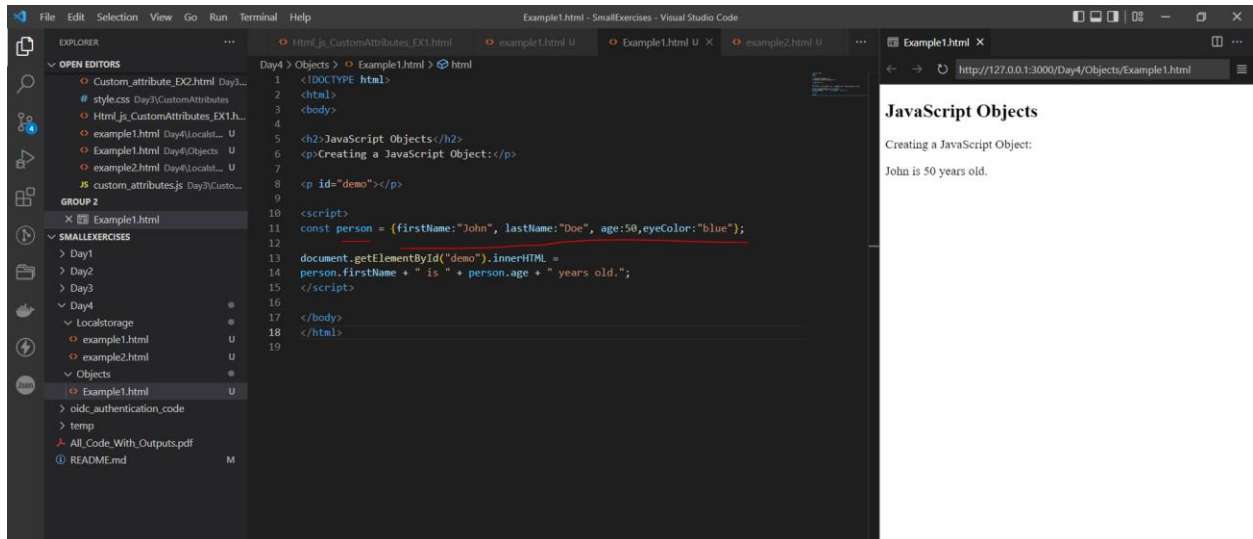 File Edit Selection View Go Run Terminal Help
Example1.html - SmallExercises - Visual Studio Code
EXPLORER
OPEN EDITORS
Custom_attribute_EX2.html Day3...
style.css Day3\CustomAttributes
Html_js_CustomAttributes_EX1.h...
example1.html Day4\Localst... U
Example1.html Day4\Objects U
example2.html Day4\Localst... U
JS custom_attributes.js Day3\Custo...
GROUP 2
Example1.html
SMALLEXERCISES
Day1
Day2
Day3
Day4
Localstorage
example1.html U
example2.html U
Objects
Example1.html U
oidc_authentication_code
temp
All_Code_With_Outputs.pdf
README.md M
4
Json
Html_js_CustomAttributes_EX1.html example1.html U Example1.html U example2.html U
Day4 > Objects > Example1.html > html
1 <!DOCTYPE html>
2 <html>
3 <body>
4
5 <h2>JavaScript Objects</h2>
6 <p>Creating a JavaScript Object:</p>
7
8 <p id="demo"></p>
9
10 <script>
11 const person = {firstName:"John", lastName:"Doe", age:50,eyeColor:"blue"};
12
13 document.getElementById("demo").innerHTML =
14 person.firstName + " is " + person.age + " years old.";
15 </script>
16
17 </body>
18 </html>
19
Example1.html
http://127.0.0.1:3000/Day4/Objects/Example1.html
JavaScript Objects
Creating a JavaScript Object:
John is 50 years old.